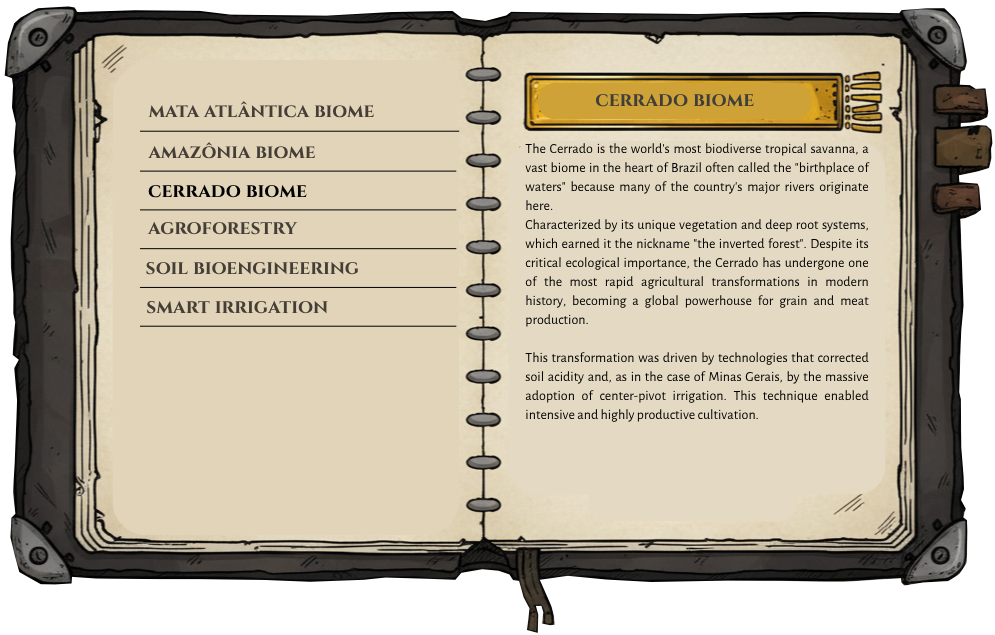 MATA ATLÂNTICA BIOME
AMAZÔNIA BIOME
CERRADO BIOME
AGROFORESTRY
SOIL BIOENGINEERING
SMART IRRIGATION
CERRADO BIOME
The Cerrado is the world's most biodiverse tropical savanna, a
vast biome in the heart of Brazil often called the "birthplace of
waters" because many of the country's major rivers originate
here.
Characterized by its unique vegetation and deep root systems,
which earned it the nickname "the inverted forest". Despite its
critical ecological importance, the Cerrado has undergone one
of the most rapid agricultural transformations in modern
history, becoming a global powerhouse for grain and meat
production.
This transformation was driven by technologies that corrected
soil acidity and, as in the case of Minas Gerais, by the massive
adoption of center-pivot irrigation. This technique enabled
intensive and highly productive cultivation.